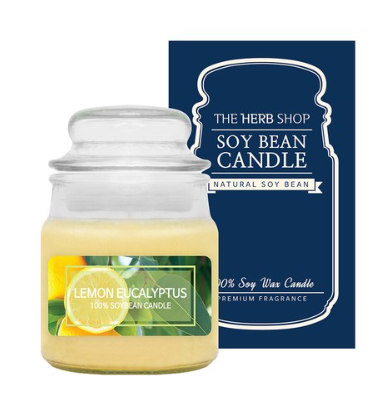 THE HERB SHOP
SOY BEAN
CANDLE
NATURAL SOY BEAN
100% Soy Wax Candle
PREMIUM FRAGRANCE
LEMON EUCALYPTUS
100% SOYBEAN CANDLE